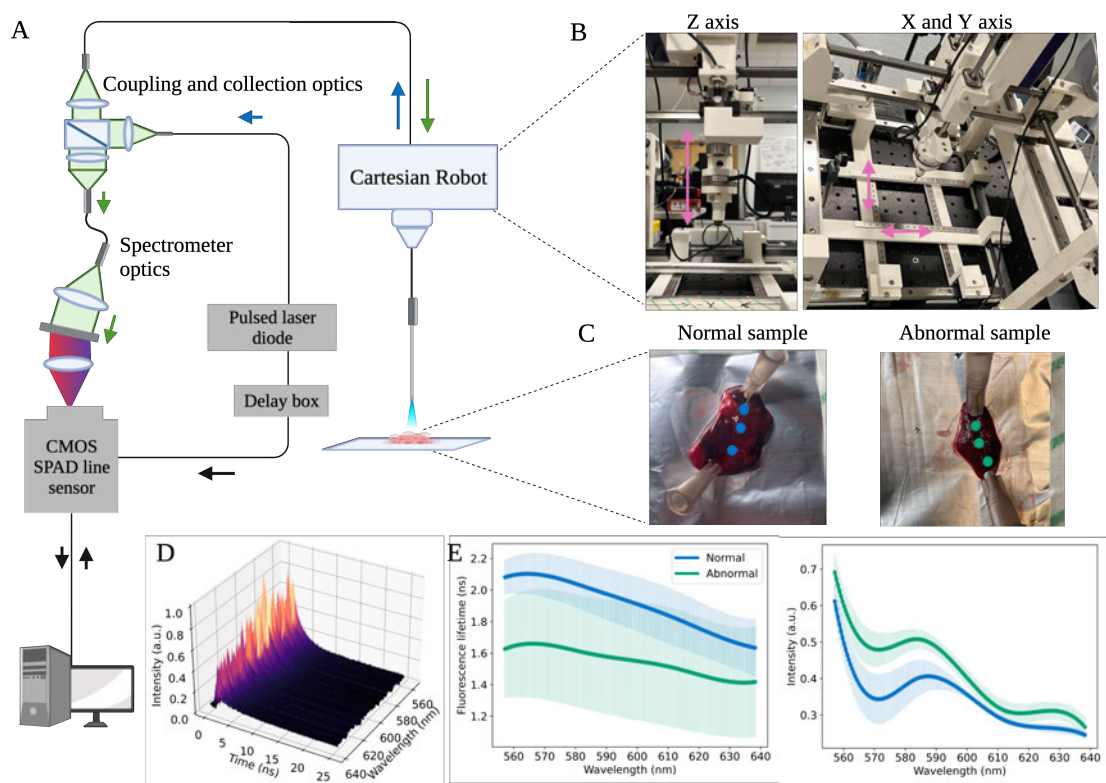 A
Coupling and collection optics
Cartesian Robot
Spectrometer
optics
Pulsed laser
diode
Delay box
CMOS
SPAD line
sensor
B
Z axis
X and Y axis
C
Normal sample
Abnormal sample
D
Intensity (a.u.)
1.0
0.8
0.6
0.4
0.2
0.0
0
5
10
15
20
25
Time (ns)
560
580
600
620
640
Wavelength (nm)
E
Normal
Abnormal
Fluorescence lifetime (ns)
2.2
2.0
1.8
1.6
1.4
1.2
560 570 580 590 600 610 620 630 640
Wavelength (nm)
Intensity (a.u.)
0.7
0.6
0.5
0.4
0.3
560 570 580 590 600 610 620 630 640
Wavelength (nm)